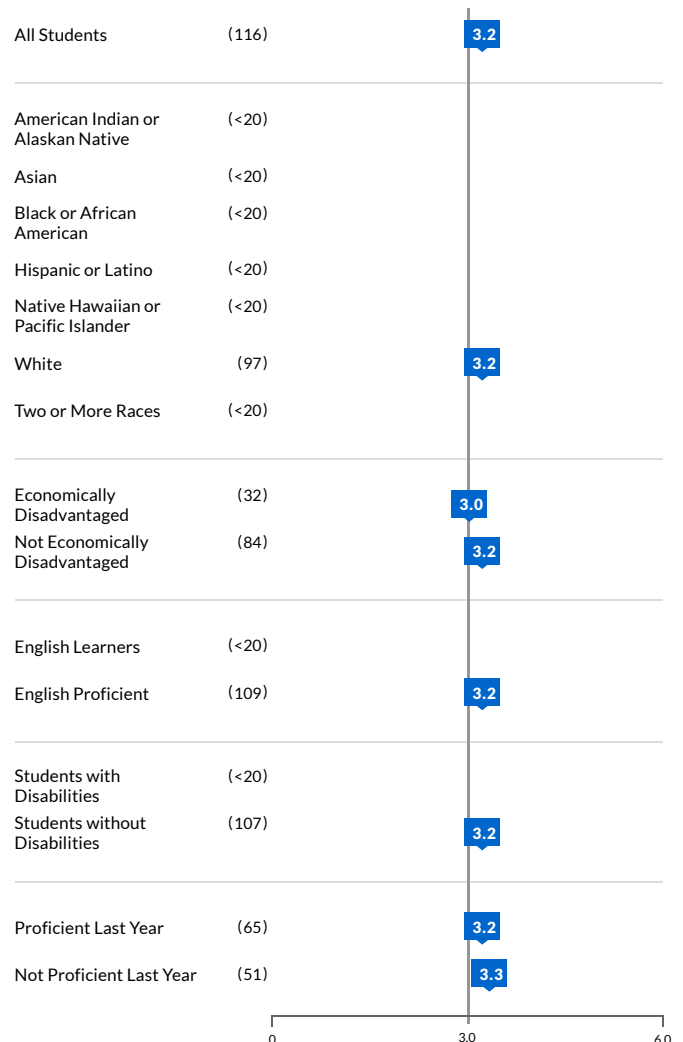 All Students (116) 3.2
American Indian or (<20)
Alaskan Native
Asian (<20)
Black or African (<20)
American
Hispanic or Latino (<20)
Native Hawaiian or (<20)
Pacific Islander
White (97) 3.2
Two or More Races (<20)
Economically (32) 3.0
Disadvantaged
Not Economically (84) 3.2
Disadvantaged
English Learners (<20)
English Proficient (109) 3.2
Students with (<20)
Disabilities
Students without (107) 3.2
Disabilities
Proficient Last Year (65) 3.2
Not Proficient Last Year (51) 3.3
0 3.0 6.0